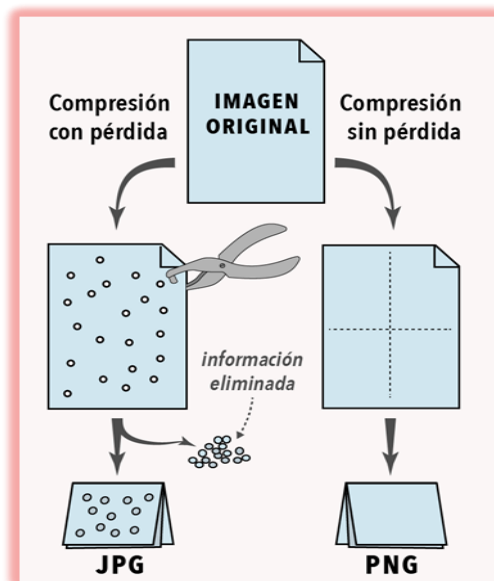 IMAGEN
ORIGINAL
Compresión
con pérdida
Compresión
sin pérdida
información
eliminada
JPG
PNG